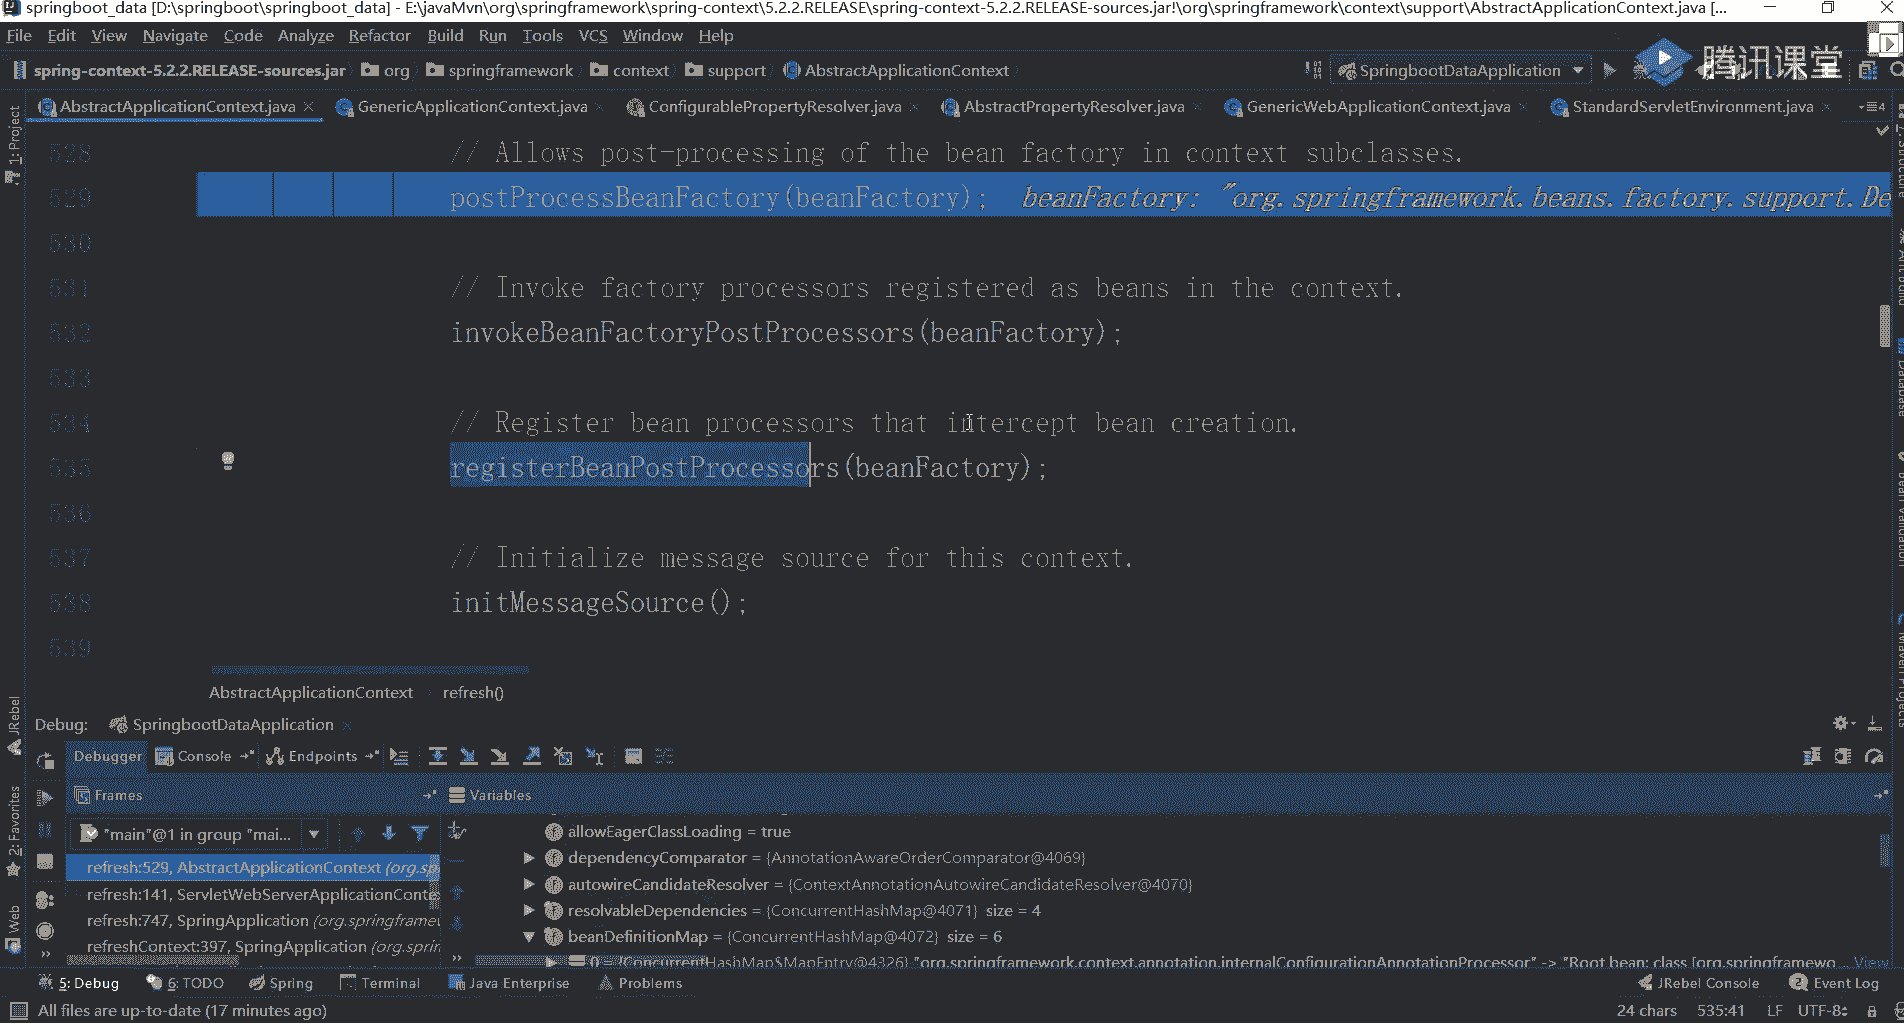 springboot_data [D:\springboot\springboot_data] - E:\javaMvn\org\springframework\spring-context\5.2.2.RELEASE\spring-context-5.2.2.RELEASE-sources.jar!\org\springframework\context\support\AbstractApplicationContext.java [...
File Edit View Navigate Code Analyze Refactor Build Run Tools VCS Window Help
spring-context-5.2.2.RELEASE-sources.jar org springframework context support AbstractApplicationContext SpringbootDataApplication 腾讯课堂
AbstractApplicationContext.java GenericApplicationContext.java ConfigurablePropertyResolver.java AbstractPropertyResolver.java GenericWebApplicationContext.java StandardServletEnvironment.java
1: Project
528 // Allows post-processing of the bean factory in context subclasses.
529 postProcessBeanFactory(beanFactory); beanFactory: "org.springframework.beans.factory.support.De
530
531 // Invoke factory processors registered as beans in the context.
532 invokeBeanFactoryPostProcessors(beanFactory);
533
534 // Register bean processors that intercept bean creation.
535 registerBeanPostProcessors(beanFactory);
536
537 // Initialize message source for this context.
538 initMessageSource();
539
AbstractApplicationContext refresh()
JRebel
2: Favorites
Web
Database
Debug: SpringbootDataApplication
Debugger Console Endpoints
Frames Variables
"main"@1 in group "mai...
refresh:529, AbstractApplicationContext (org.sp
refresh:141, ServletWebServerApplicationConte
refresh:747, SpringApplication (org.springframew
refreshContext:397, SpringApplication (org.sprin
allowEagerClassLoading = true
dependencyComparator = {AnnotationAwareOrderComparator@4069}
autowireCandidateResolver = {ContextAnnotationAutowireCandidateResolver@4070}
resolvableDependencies = {ConcurrentHashMap@4071} size = 4
beanDefinitionMap = {ConcurrentHashMap@4072} size = 6
0 = {ConcurrentHashMap$MapEntry@4326} "org.springframework.context.annotation.internalConfigurationAnnotationProcessor" -> "Root bean: class [org.springframewo... View
5: Debug 6: TODO Spring Terminal Java Enterprise Problems JRebel Console 2 Event Log
All files are up-to-date (17 minutes ago) 24 chars 535:41 LF UTF-8